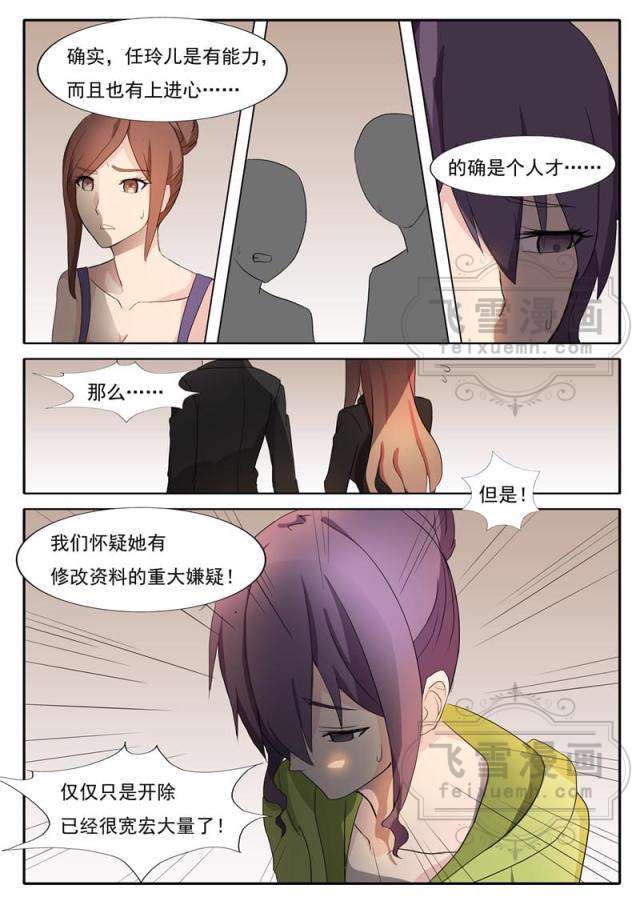 确实，任玲儿是有能力，
而且也有上进心……
的确是个人才……
飞雪漫画
feixuemh.com
那么……
但是！
我们怀疑她有
修改资料的重大嫌疑！
飞雪漫画
feixuemh.com
仅仅只是开除
已经很宽宏大量了！